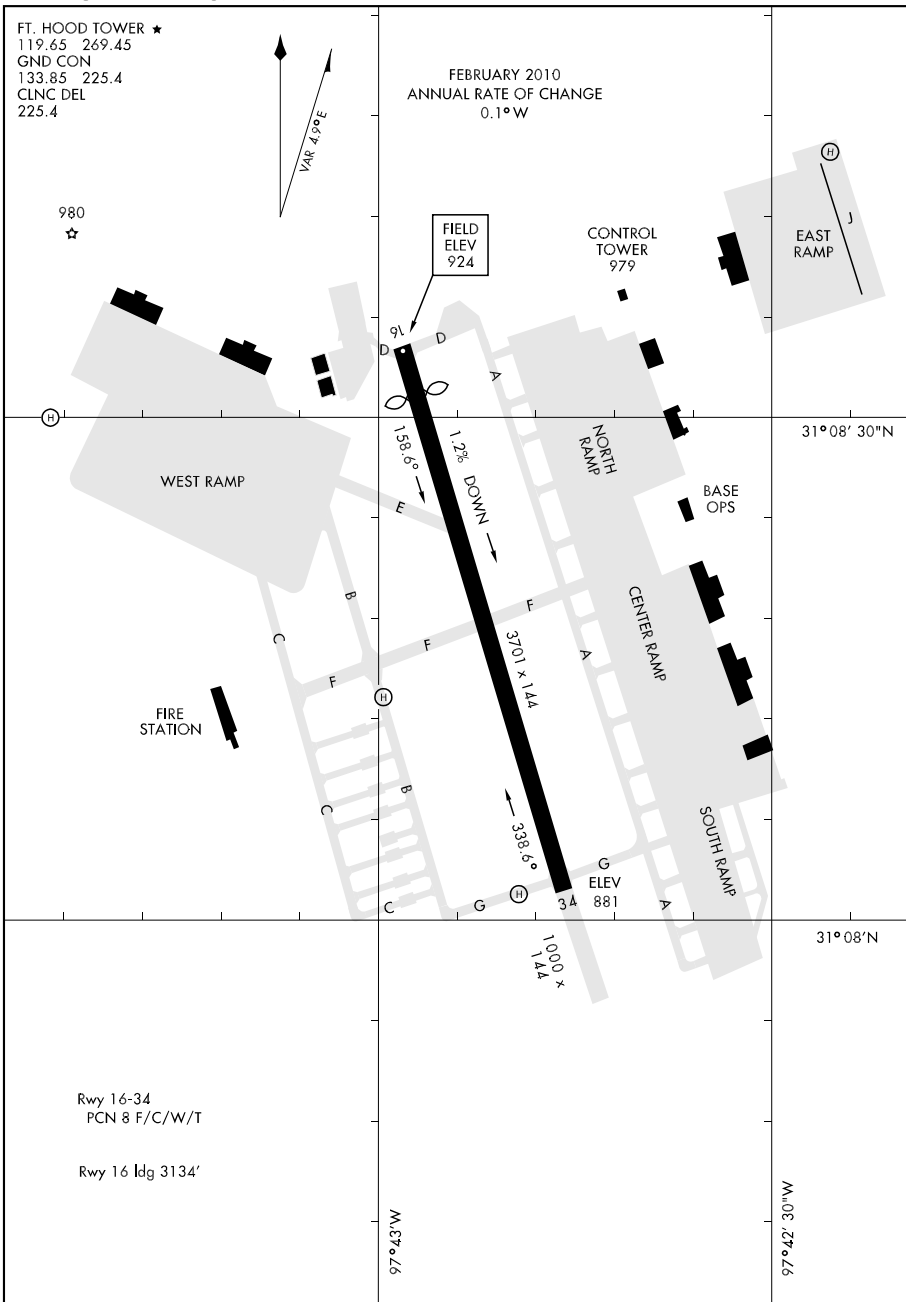 FT. HOOD TOWER ★
119.65 269.45
GND CON
133.85 225.4
CLNC DEL
225.4
VAR 4.9° E
FEBRUARY 2010
ANNUAL RATE OF CHANGE
0.1° W
980
FIELD
ELEV
924
CONTROL
TOWER
979
H
J
EAST
RAMP
16
D
D
A
H
31° 08' 30"N
WEST RAMP
158.6°
1.2% DOWN
NORTH
RAMP
E
BASE
OPS
B
F
C
F
F
A
CENTER RAMP
3701 x 144
H
FIRE
STATION
B
C
338.6°
G
SOUTH RAMP
H
ELEV
881
C
G
34
A
31° 08'N
1000 x
144
Rwy 16-34
PCN 8 F/C/W/T
Rwy 16 ldg 3134'
97° 43'W
97° 42' 30"W